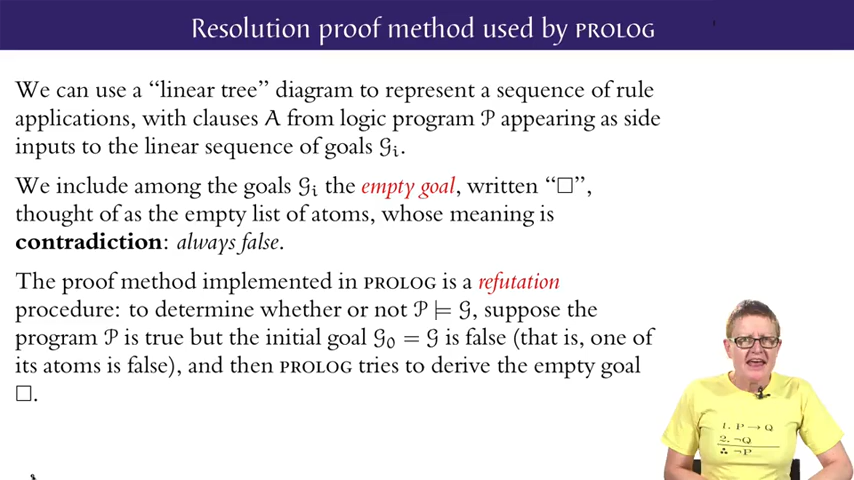 Resolution proof method used by PROLOG
We can use a “linear tree” diagram to represent a sequence of rule
applications, with clauses A from logic program 𝒫 appearing as side
inputs to the linear sequence of goals 𝒢ᵢ.
We include among the goals 𝒢ᵢ the empty goal, written “□”,
thought of as the empty list of atoms, whose meaning is
contradiction: always false.
The proof method implemented in PROLOG is a refutation
procedure: to determine whether or not 𝒫 ⊨ 𝒢, suppose the
program 𝒫 is true but the initial goal 𝒢₀ = 𝒢 is false (that is, one of
its atoms is false), and then PROLOG tries to derive the empty goal
□.
1. P → Q
2. ¬Q
∴ ¬P